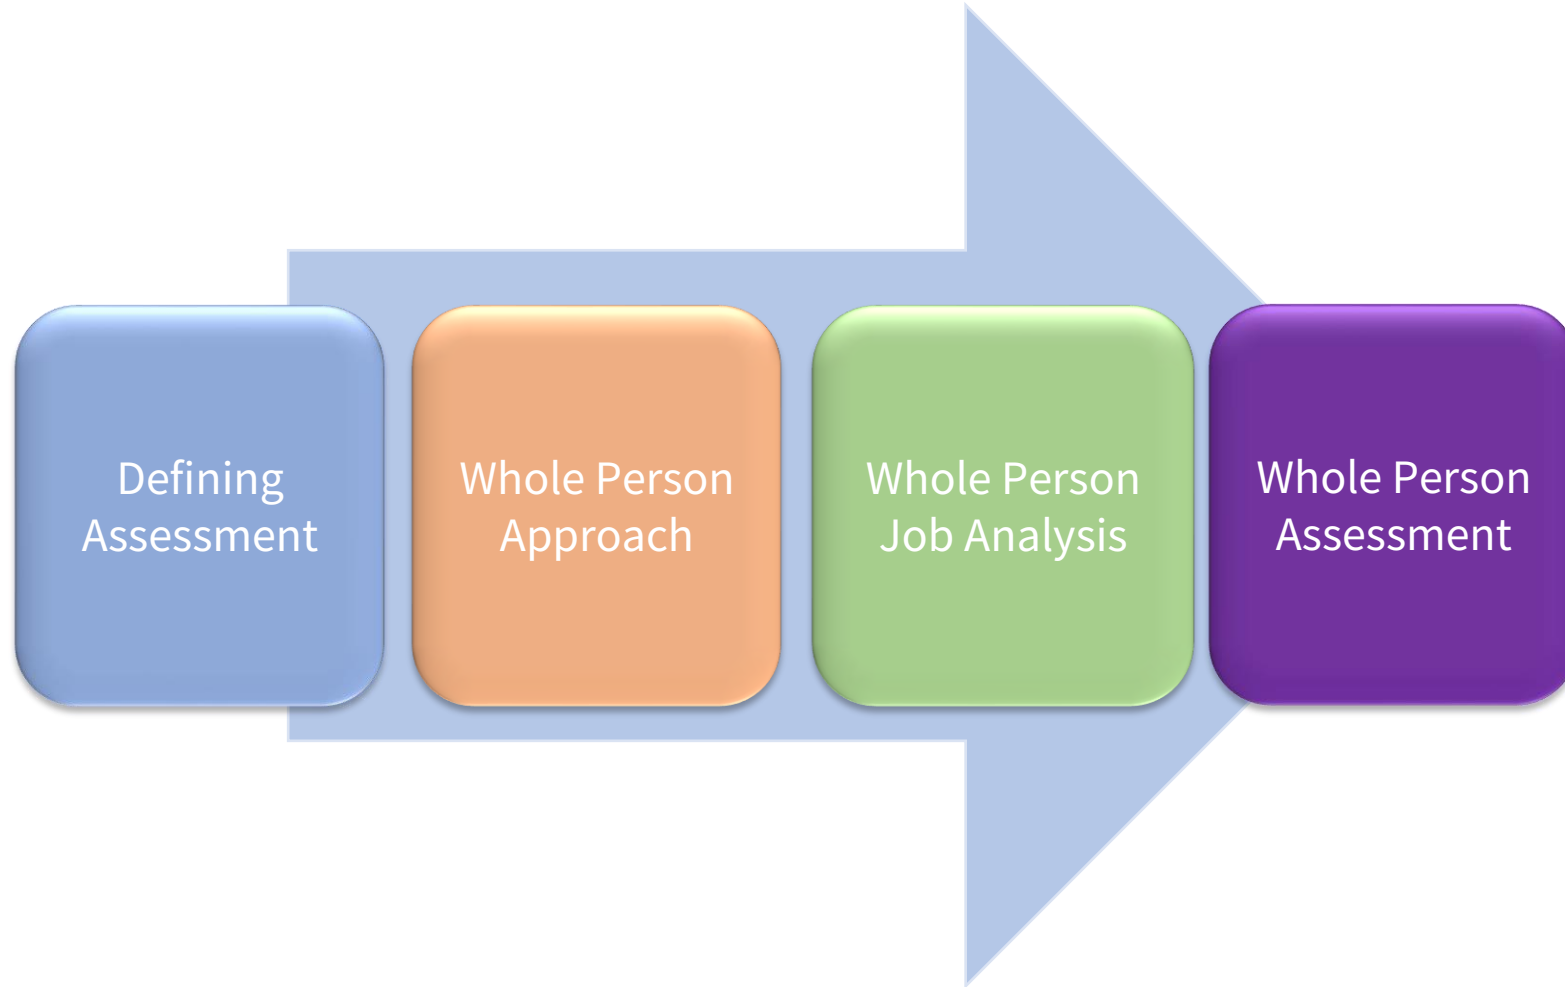 Defining
Assessment
Whole Person
Approach
Whole Person
Job Analysis
Whole Person
Assessment